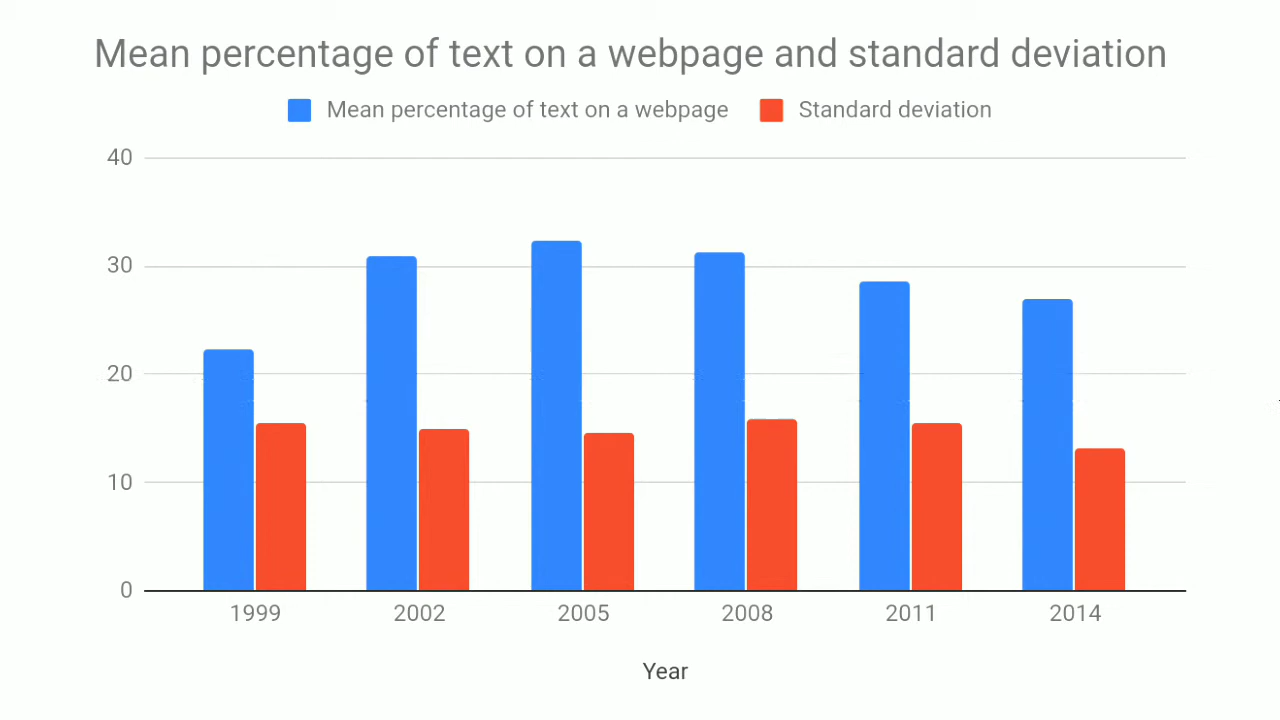 Mean percentage of text on a webpage and standard deviation
Mean percentage of text on a webpage Standard deviation
40
30
20
10
0
1999 2002 2005 2008 2011 2014
Year